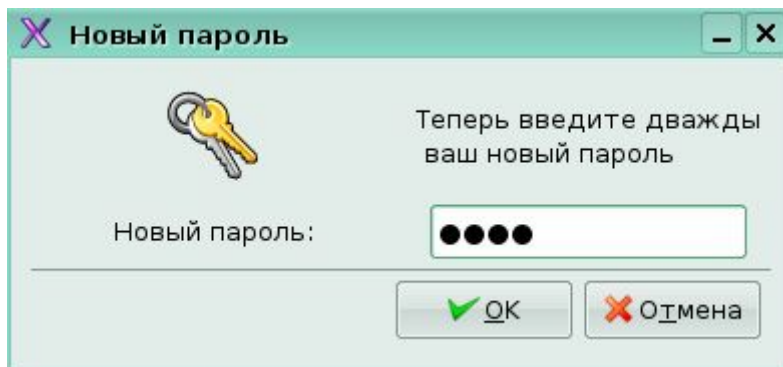 Новый пароль
Теперь введите дважды
ваш новый пароль
Новый пароль: ●●●●
OK Отмена